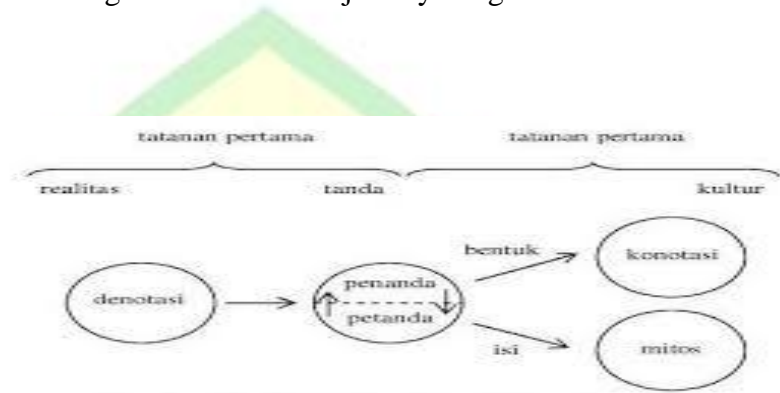 tatanan pertama tatanan pertama
realitas tanda kultur
bentuk konotasi
denotasi penanda
petanda
isi mitos